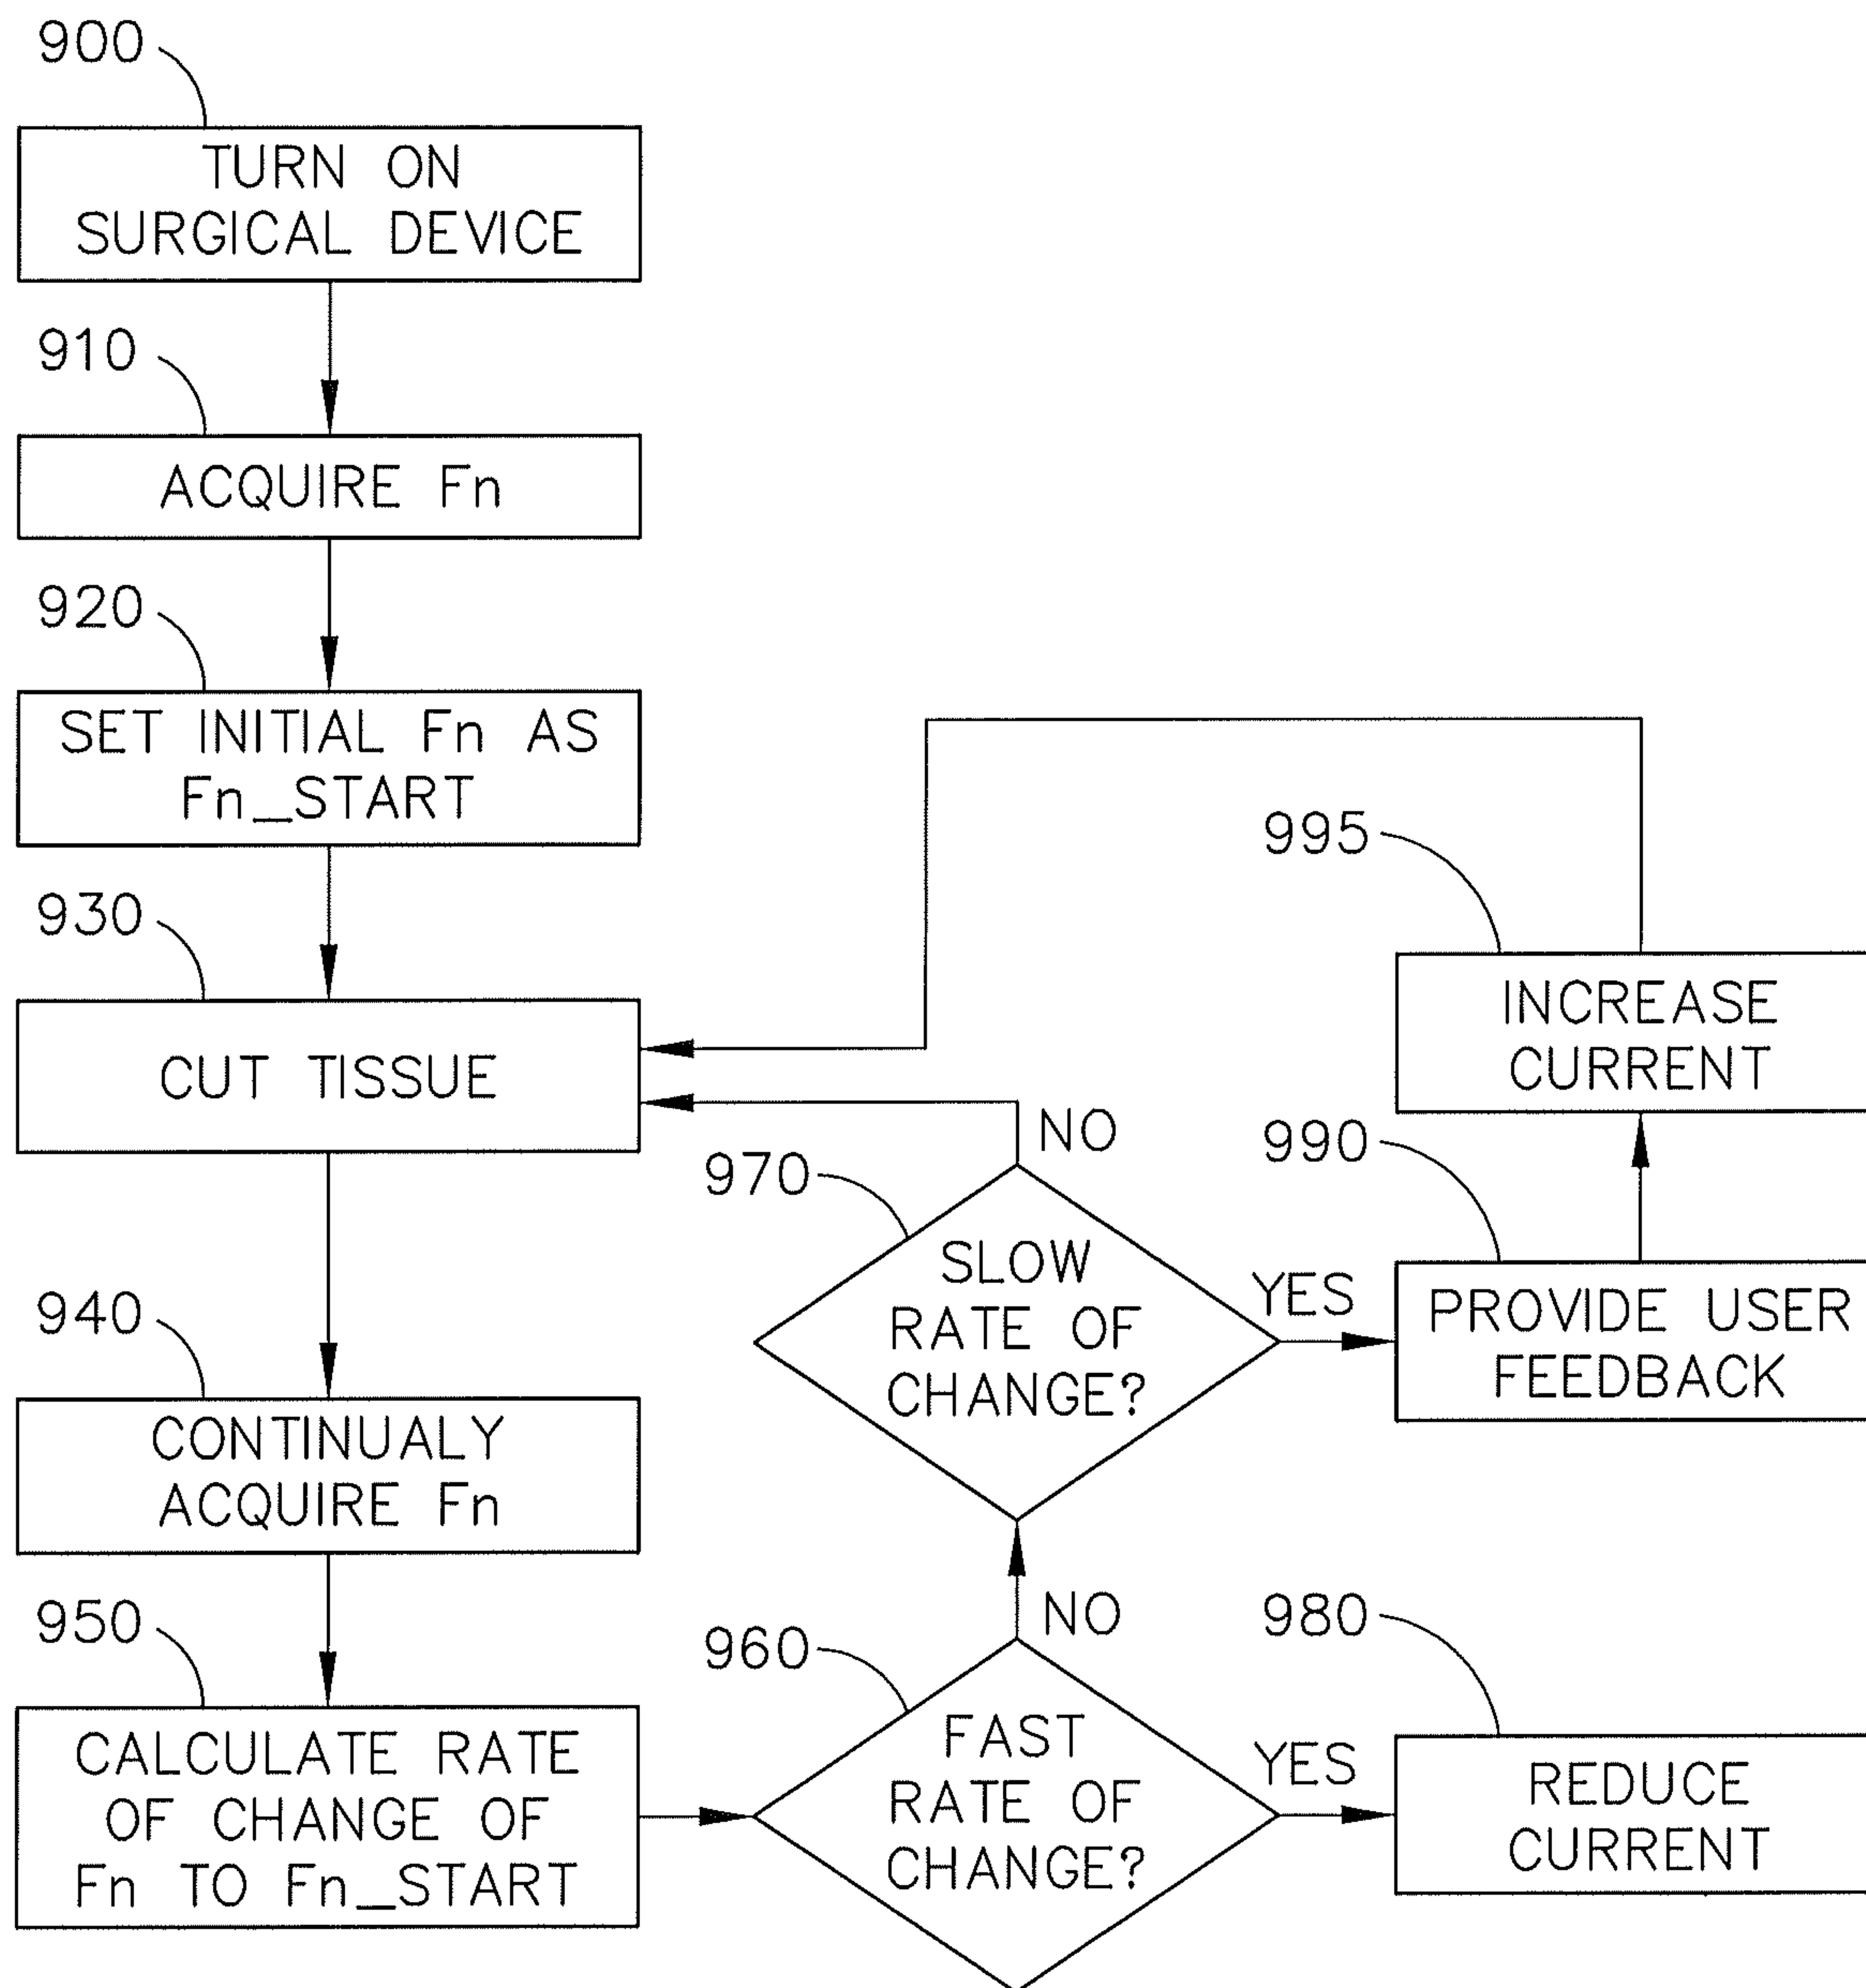 900
TURN ON
SURGICAL DEVICE
910
ACQUIRE Fn
920
SET INITIAL Fn AS
Fn_START
930
CUT TISSUE
940
CONTINUALY
ACQUIRE Fn
950
CALCULATE RATE
OF CHANGE OF
Fn TO Fn_START
960
FAST
RATE OF
CHANGE?
YES
NO
980
REDUCE
CURRENT
970
SLOW
RATE OF
CHANGE?
NO
YES
990
PROVIDE USER
FEEDBACK
995
INCREASE
CURRENT